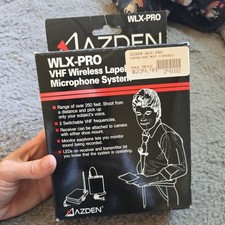 WLX-PRO
AZDEN
WLX-PRO
VHF Wireless Lapel
Microphone System
• Range of over 250 feet. Shoot from
a distance and pick up
only your subject's voice.
• 2 Switchable VHF frequencies.
• Receiver can be attached to camera
with either shoe mount.
• Monitor earphone lets you monitor
sound being recorded.
• LEDs on receiver and transmitter let
you know that the system is operating.
AZDEN